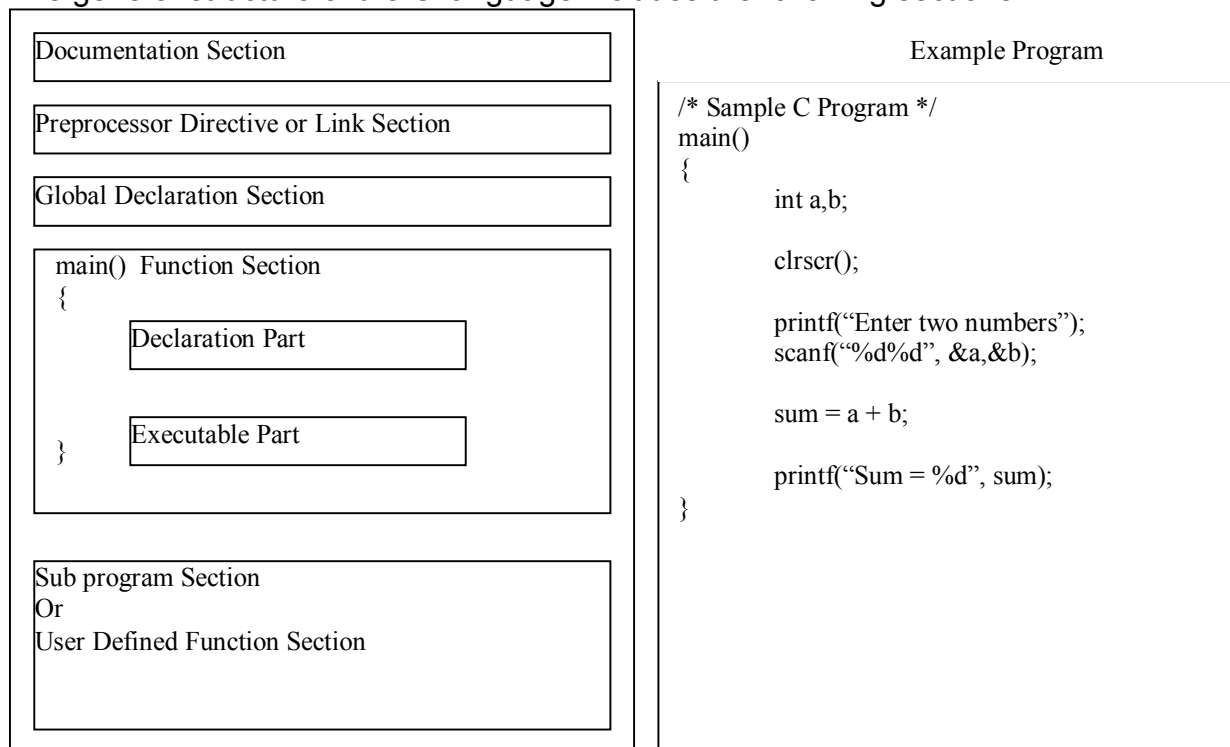 Documentation Section
Preprocessor Directive or Link Section
Global Declaration Section
main() Function Section
{
Declaration Part
Executable Part
}
Sub program Section
Or
User Defined Function Section
Example Program
/* Sample C Program */
main()
{
int a,b;
clrscr();
printf(“Enter two numbers”);
scanf(“%d%d”, &a,&b);
sum = a + b;
printf(“Sum = %d”, sum);
}